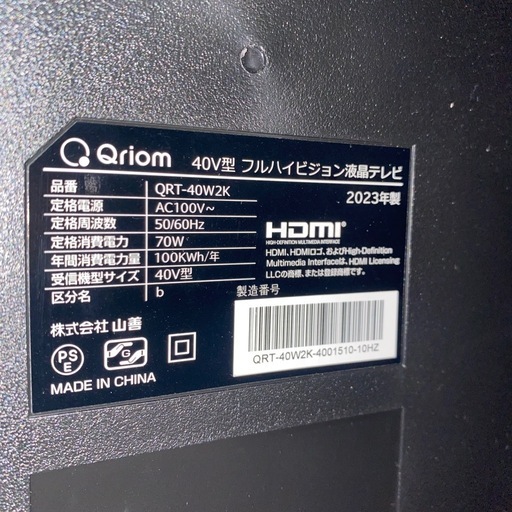 Qriom 40V型 フルハイビジョン液晶テレビ
品番 QRT-40W2K
定格電源 AC100V~
定格周波数 50/60Hz
定格消費電力 70W
年間消費電力量 100KWh/年
受信機型サイズ 40V型
区分名 b
2023年製
HDMI
HIGH-DEFINITION MULTIMEDIA INTERFACE
HDMI、HDMIロゴ、およびHigh-Definition
Multimedia Interfaceは、HDMI Licensing
LLCの商標、または登録商標です。
製造番号
QRT-40W2K-4001510-10HZ
株式会社 山善
PS
E
MADE IN CHINA